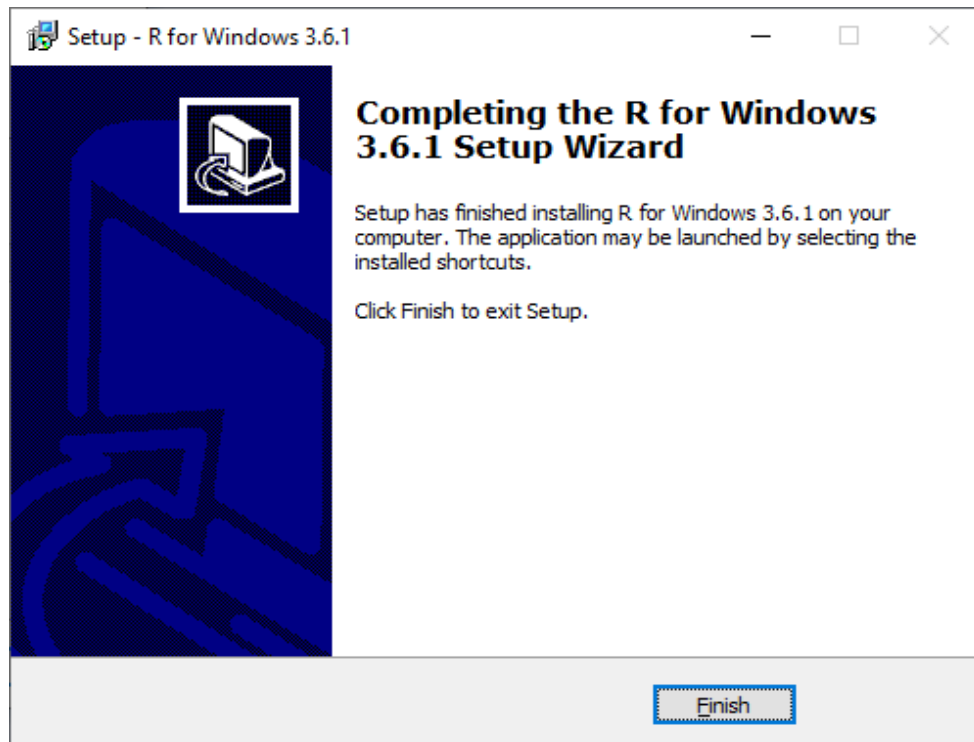 Setup - R for Windows 3.6.1
Completing the R for Windows
3.6.1 Setup Wizard
Setup has finished installing R for Windows 3.6.1 on your
computer. The application may be launched by selecting the
installed shortcuts.
Click Finish to exit Setup.
Finish